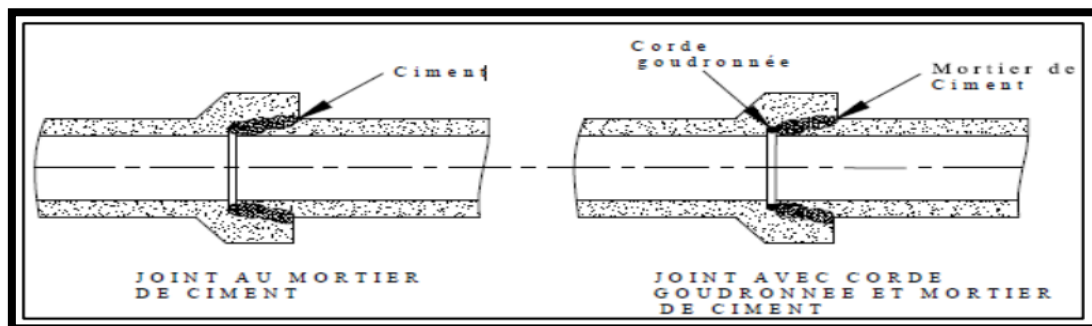 Ciment
Corde
goudronnée
Mortier de
Ciment
JOINT AU MORTIER
DE CIMENT
JOINT AVEC CORDE
GOUDRONNEE ET MORTIER
DE CIMENT